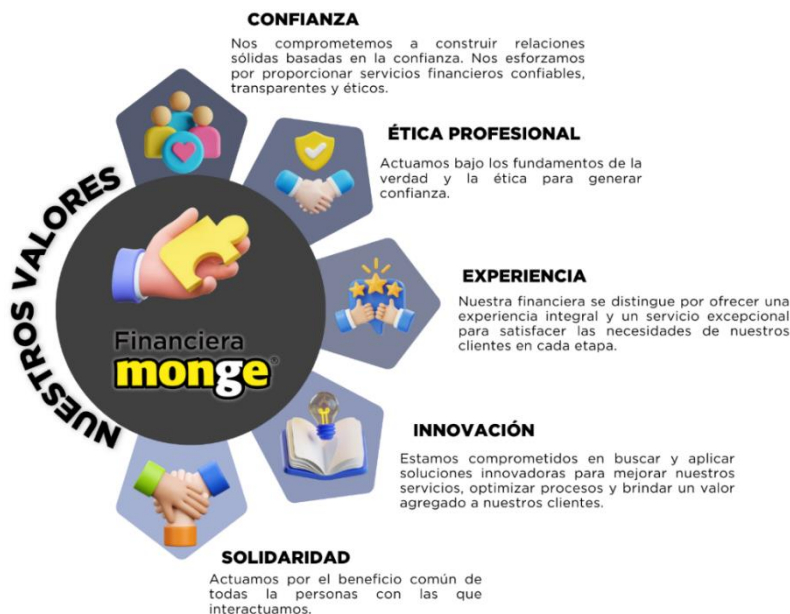 CONFIANZA
Nos comprometemos a construir relaciones
sólidas basadas en la confianza. Nos esforzamos
por proporcionar servicios financieros confiables,
transparentes y éticos.
ÉTICA PROFESIONAL
Actuamos bajo los fundamentos de la
verdad y la ética para generar
confianza.
NUESTROS VALORES
EXPERIENCIA
Nuestra financiera se distingue por ofrecer una
experiencia integral y un servicio excepcional
para satisfacer las necesidades de nuestros
clientes en cada etapa.
Financiera
monge®
INNOVACIÓN
Estamos comprometidos en buscar y aplicar
soluciones innovadoras para mejorar nuestros
servicios, optimizar procesos y brindar un valor
agregado a nuestros clientes.
SOLIDARIDAD
Actuamos por el beneficio común de
todas la personas con las que
interactuamos.